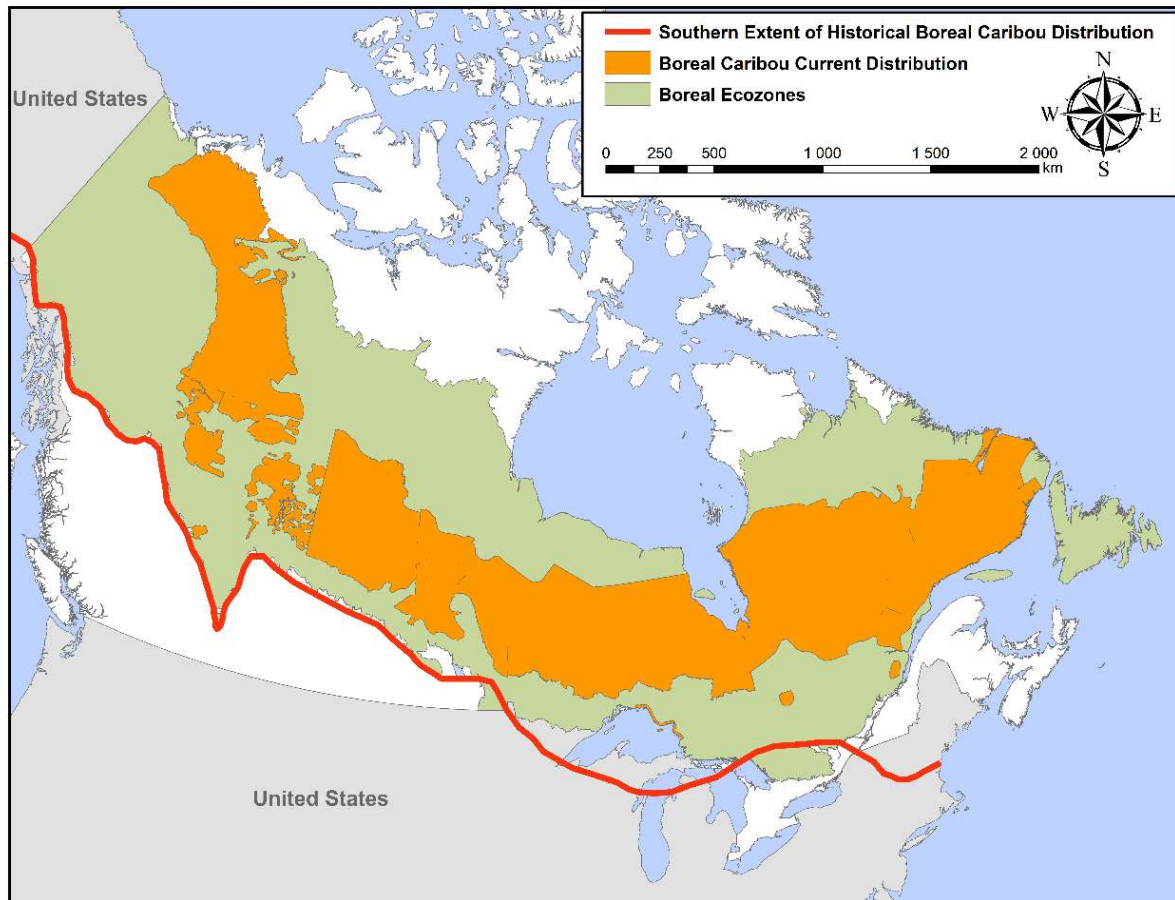 Southern Extent of Historical Boreal Caribou Distribution
Boreal Caribou Current Distribution
Boreal Ecozones
N
W E
S
0 250 500 1 000 1 500 2 000
km
United States
United States